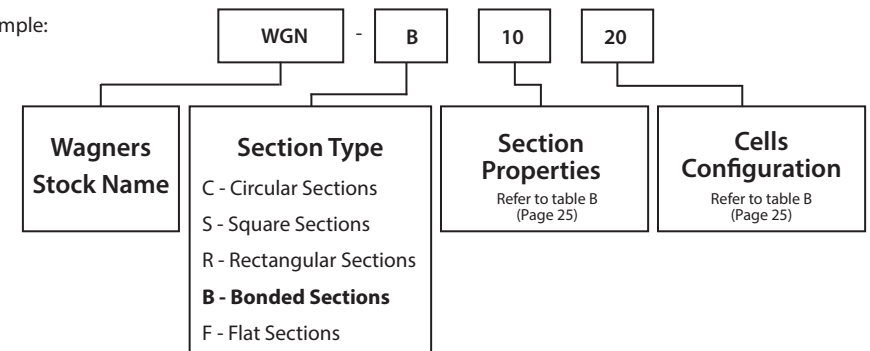 mple:
WGN - B 10 20
Wagners
Stock Name
Section Type
C - Circular Sections
S - Square Sections
R - Rectangular Sections
B - Bonded Sections
F - Flat Sections
Section
Properties
Refer to table B
(Page 25)
Cells
Configuration
Refer to table B
(Page 25)